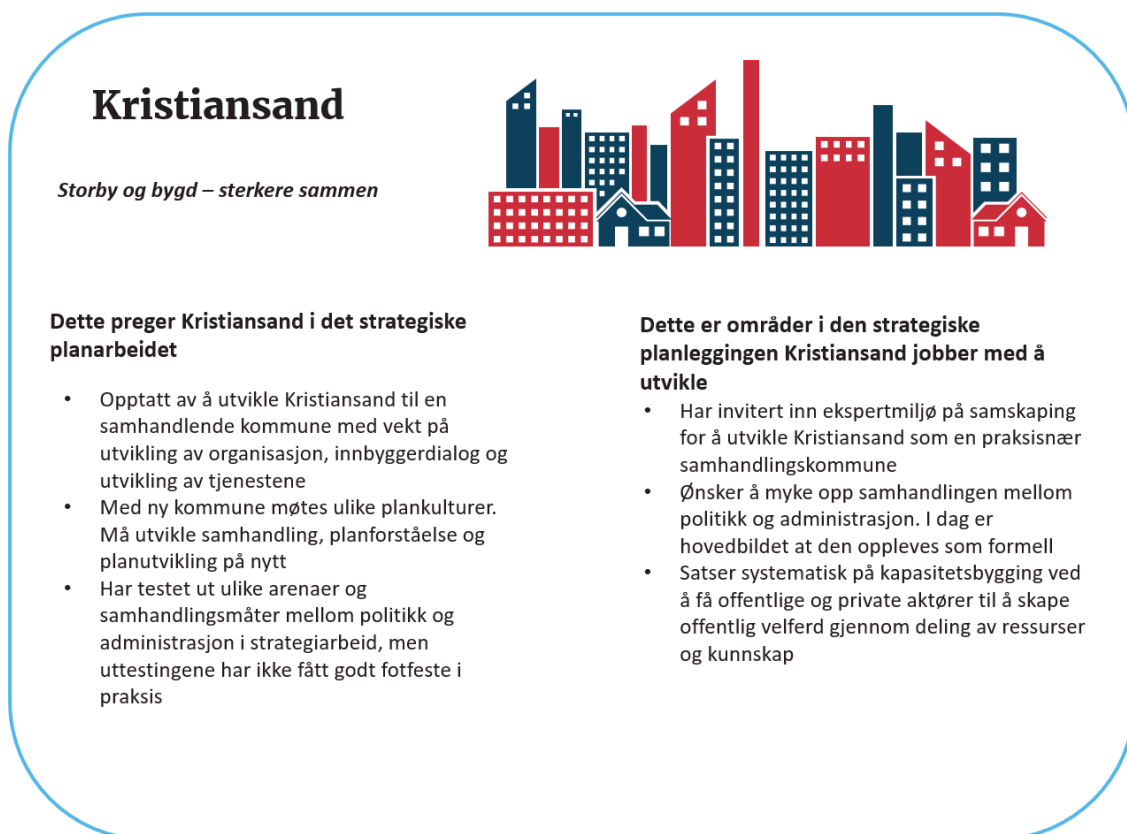 Kristiansand
Storby og bygd – sterkere sammen
Dette preger Kristiansand i det strategiske
planarbeidet
• Opptatt av å utvikle Kristiansand til en
samhandlende kommune med vekt på
utvikling av organisasjon, innbyggerdialog og
utvikling av tjenestene
• Med ny kommune møtes ulike plankulturer.
Må utvikle samhandling, planforståelse og
planutvikling på nytt
• Har testet ut ulike arenaer og
samhandlingsmåter mellom politikk og
administrasjon i strategiarbeid, men
uttestingene har ikke fått godt fotfeste i
praksis
Dette er områder i den strategiske
planleggingen Kristiansand jobber med å
utvikle
• Har invitert inn ekspertmiljø på samskaping
for å utvikle Kristiansand som en praksisnær
samhandlingskommune
• Ønsker å myke opp samhandlingen mellom
politikk og administrasjon. I dag er
hovedbildet at den oppleves som formell
• Satser systematisk på kapasitetsbygging ved
å få offentlige og private aktører til å skape
offentlig velferd gjennom deling av ressurser
og kunnskap